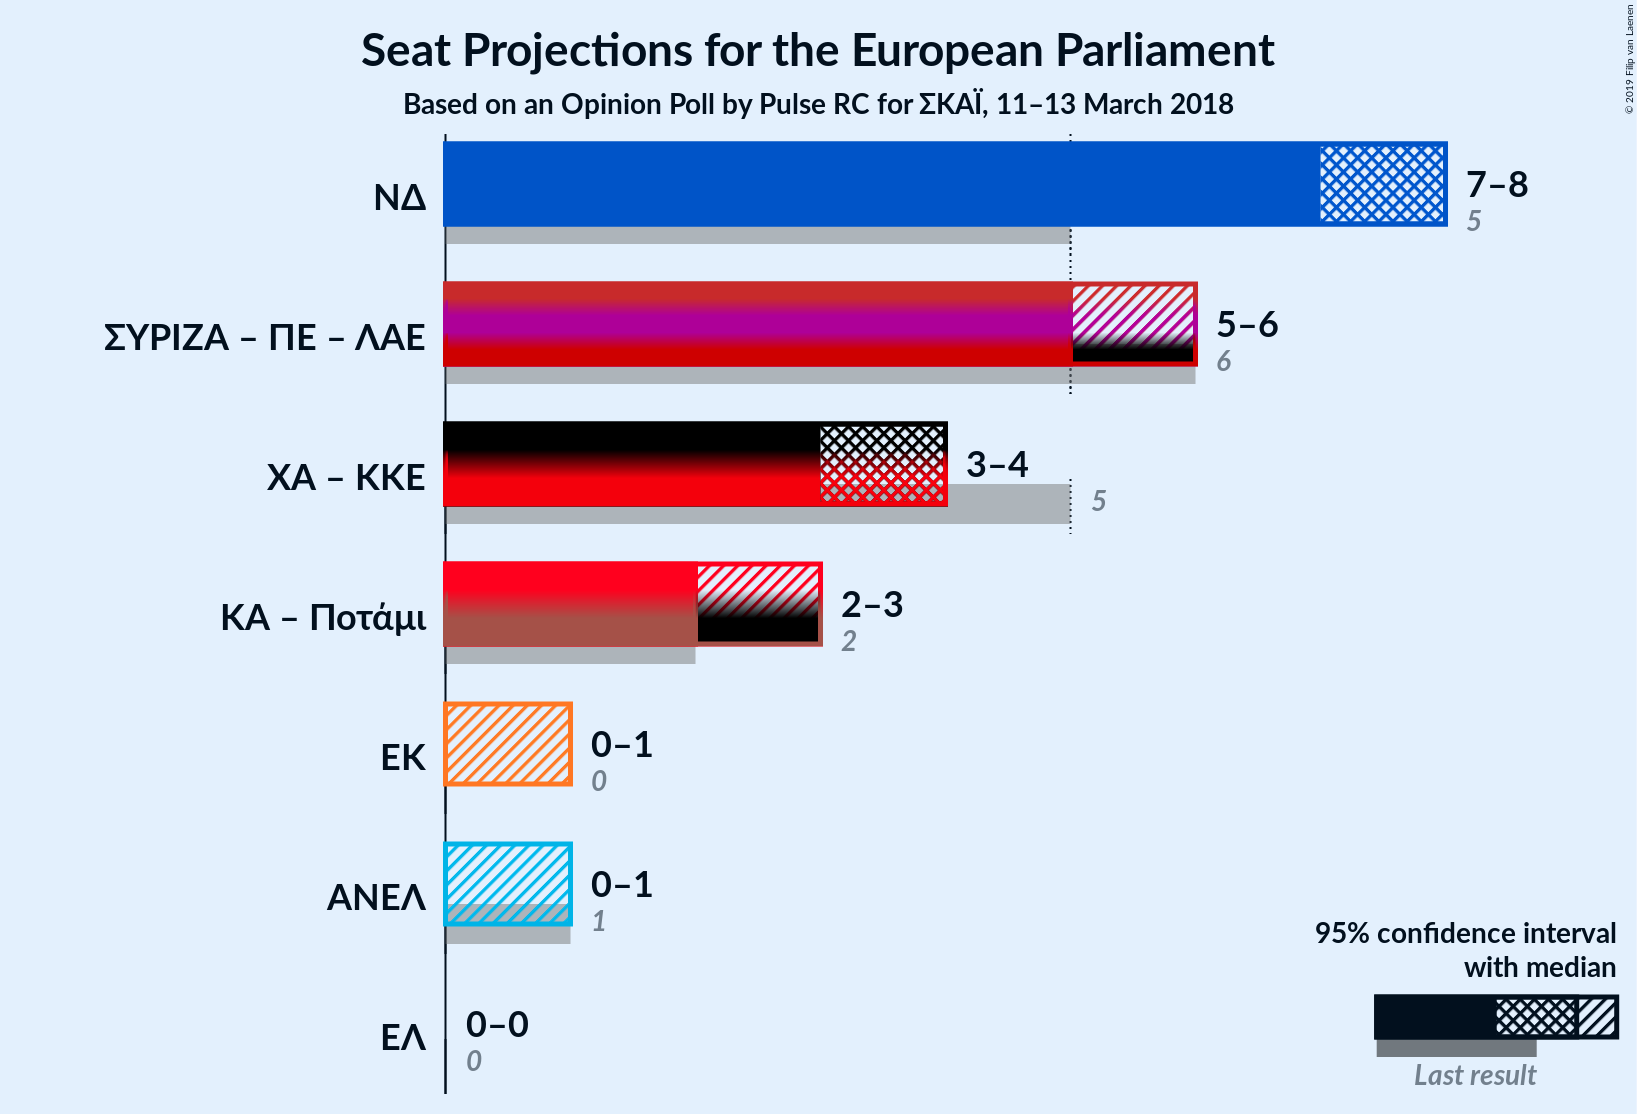 Seat Projections for the European Parliament
Based on an Opinion Poll by Pulse RC for ΣΚΑΪ, 11–13 March 2018
© 2019 Filip van Laenen
ΝΔ
7–8
5
ΣΥΡΙΖΑ – ΠΕ – ΛΑΕ
5–6
6
ΧΑ – ΚΚΕ
3–4
5
ΚΑ – Ποτάμι
2–3
2
ΕΚ
0–1
0
ΑΝΕΛ
0–1
1
ΕΛ
0–0
0
95% confidence interval
with median
Last result